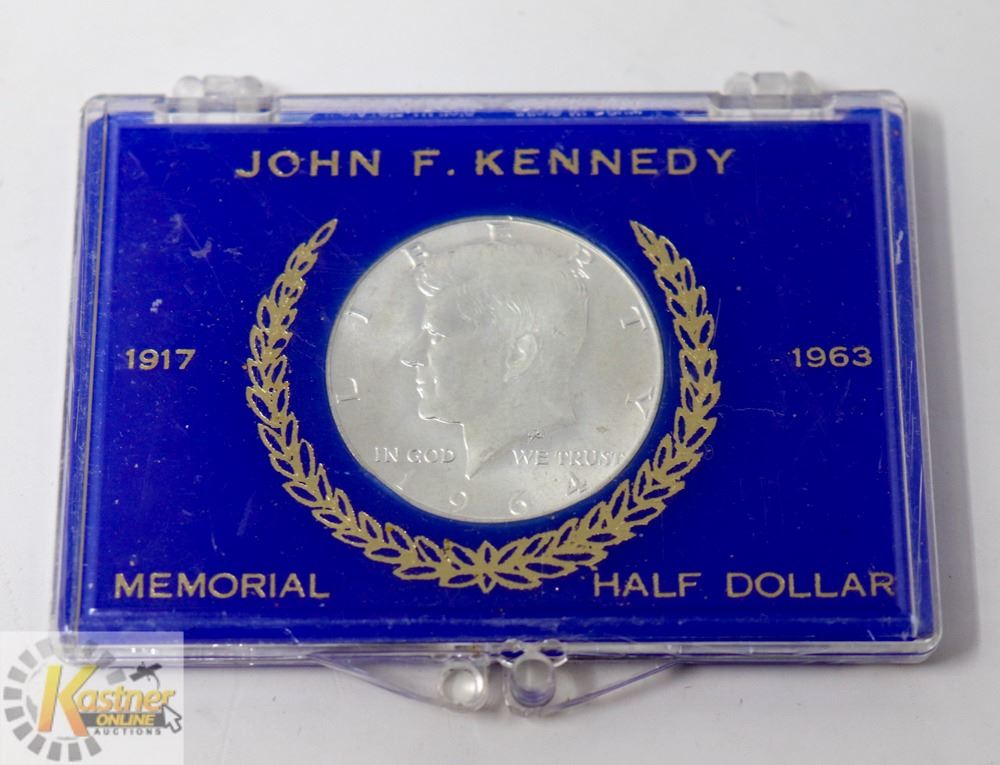 JOHN F. KENNEDY
LIBERTY
1917
1963
IN GOD WE TRUST
1964
MEMORIAL
HALF DOLLAR
Kastner
ONLINE
AUCTIONS